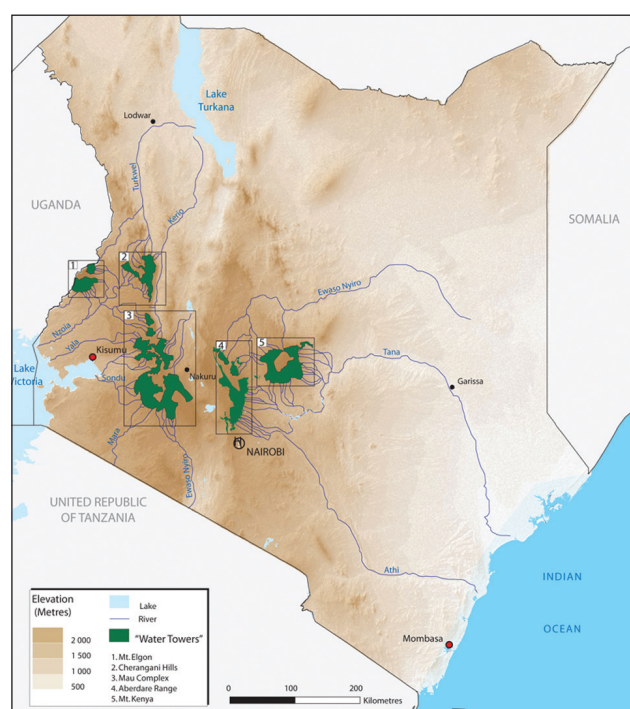 Lake
Turkana
Lodwar
Turkwel
Kerio
UGANDA
SOMALIA
1
2
3
4
5
Ewaso Nyiro
Nzoia
Yala
Kisumu
Lake
Victoria
Sondu
Nakuru
Tana
Garissa
Mara
Ewaso Nyiro
NAIROBI
UNITED REPUBLIC
OF TANZANIA
Athi
INDIAN
OCEAN
Mombasa
Elevation
(Metres)
2 000
1 500
1 000
500
Lake
River
"Water Towers"
1. Mt. Elgon
2. Cherangani Hills
3. Mau Complex
4. Aberdare Range
5. Mt. Kenya
0
100
200
Kilometres